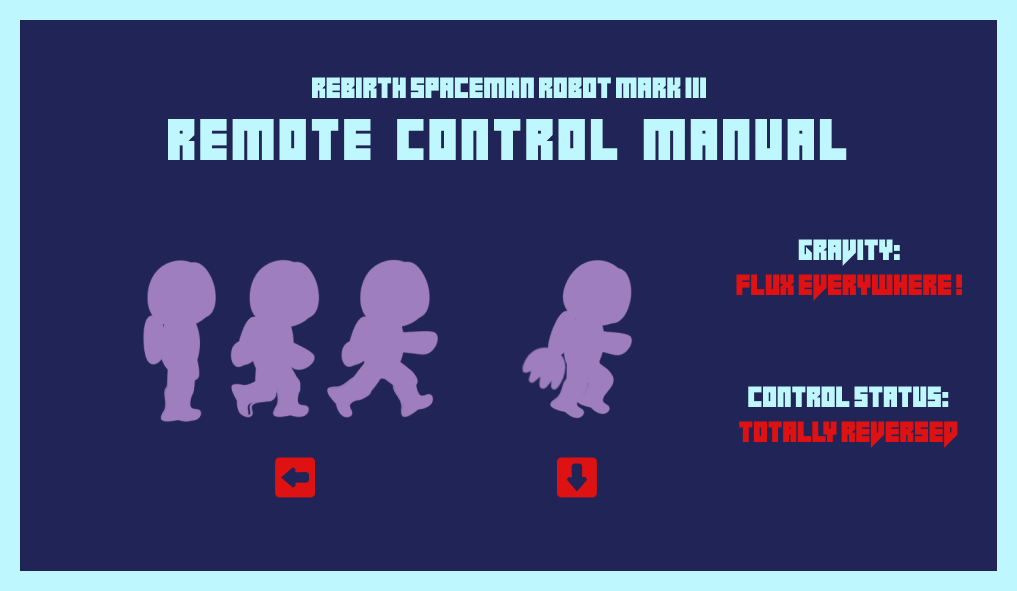 REBIRTH SPACEMAN ROBOT MARK III
REMOTE CONTROL MANUAL
GRAVITY:
FLUX EVERYWHERE!
CONTROL STATUS:
TOTALLY REVERSED